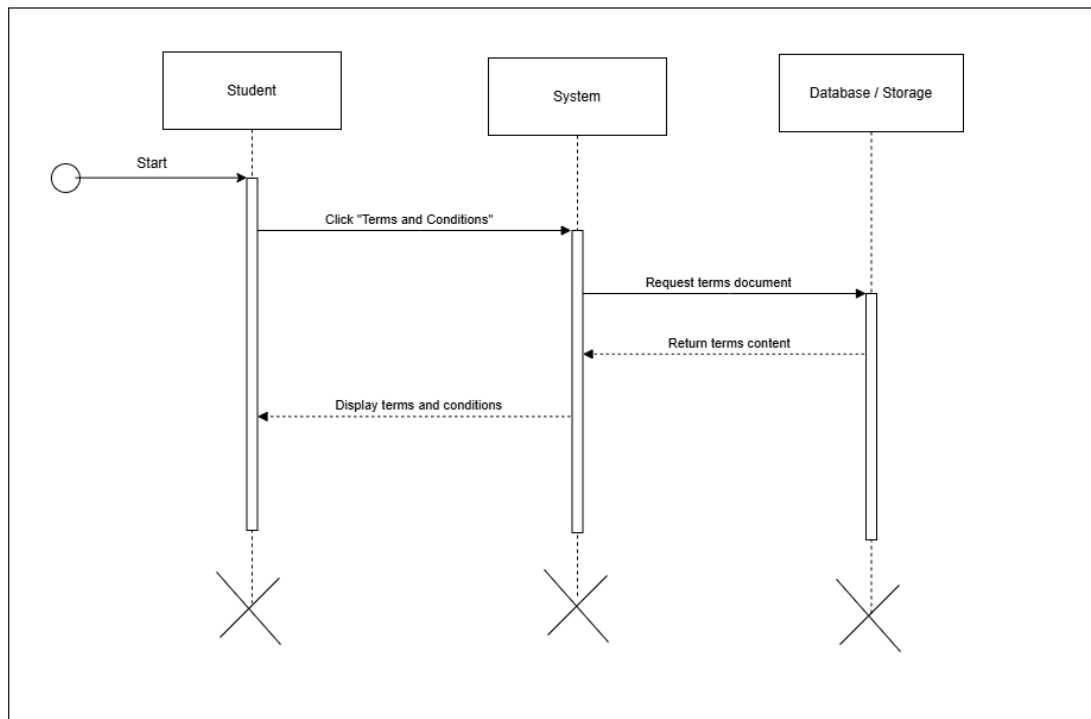 Student
System
Database / Storage
Start
Click "Terms and Conditions"
Request terms document
Return terms content
Display terms and conditions